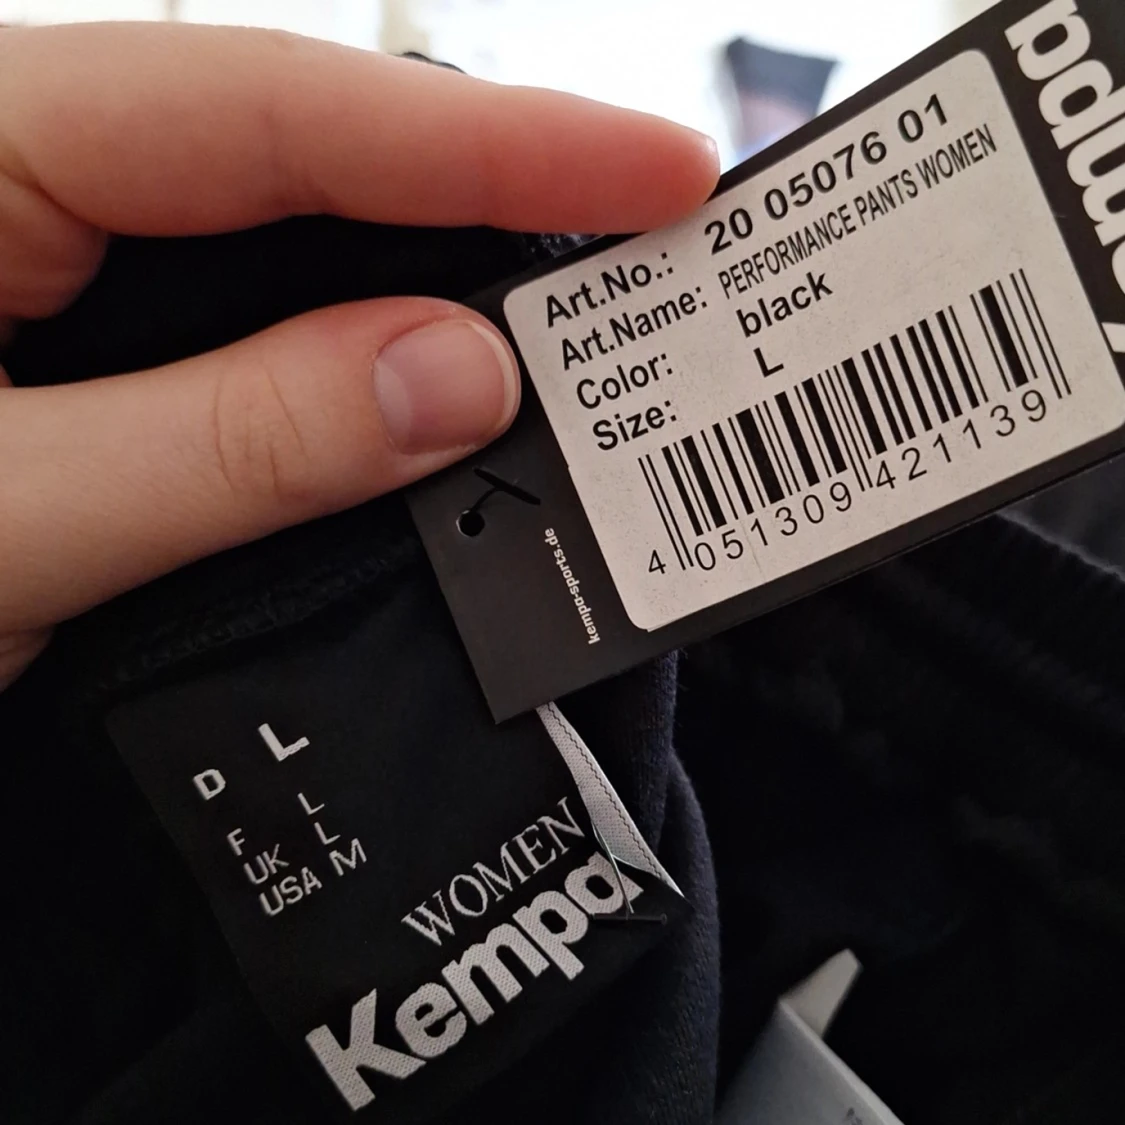 Art.No.: 20 05076 01
Art.Name: PERFORMANCE PANTS WOMEN
Color: black
Size: L
4 051309 421139
kempa-sports.de
D L
F L
UK L
USA M
WOMEN
Kempa